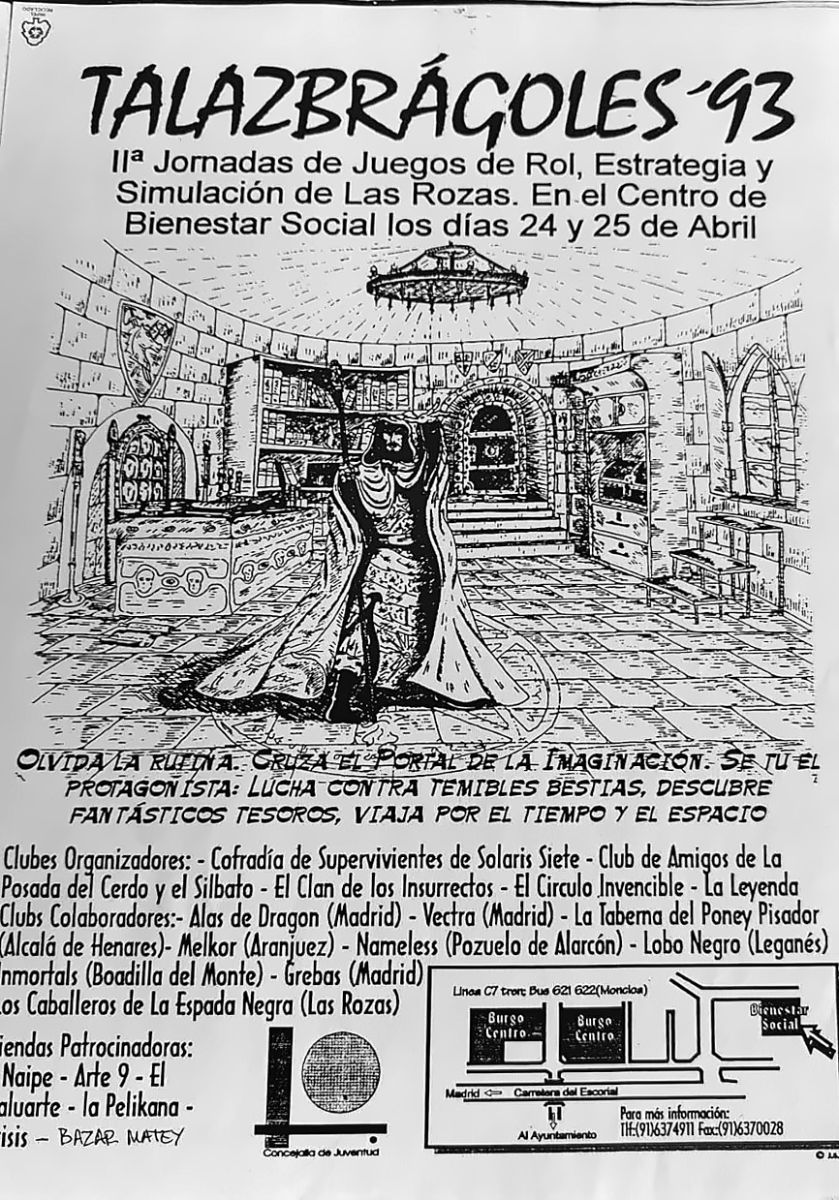 PAPEL
RECICLADO
TALAZBRÁGOLES '93
IIª Jornadas de Juegos de Rol, Estrategia y
Simulación de Las Rozas. En el Centro de
Bienestar Social los días 24 y 25 de Abril
OLVIDA LA RUTINA. CRUZA EL PORTAL DE LA IMAGINACIÓN. SE TU EL
PROTAGONISTA: LUCHA CONTRA TEMIBLES BESTIAS, DESCUBRE
FANTÁSTICOS TESOROS, VIAJA POR EL TIEMPO Y EL ESPACIO
Clubes Organizadores: - Cofradía de Supervivientes de Solaris Siete - Club de Amigos de La
Posada del Cerdo y el Silbato - El Clan de los Insurrectos - El Circulo Invencible - La Leyenda
Clubs Colaboradores:- Alas de Dragon (Madrid) - Vectra (Madrid) - La Taberna del Poney Pisador
(Alcalá de Henares)- Melkor (Aranjuez) - Nameless (Pozuelo de Alarcón) - Lobo Negro (Leganés)
Inmortals (Boadilla del Monte) - Grebas (Madrid)
Los Caballeros de La Espada Negra (Las Rozas)
iendas Patrocinadoras:
Naipe - Arte 9 - El
aluarte - la Pelikana -
risis - BAZAR MATEY
Concejalía de Juventud
Linea C7 tren; Bus 621 622(Moncloa)
Burgo
Centro
Burgo
Centro
Bienestar
Social
Madrid
Carretera del Escorial
Al Ayuntamiento
Para más información:
Tlf:(91)6374911 Fax:(91)6370028